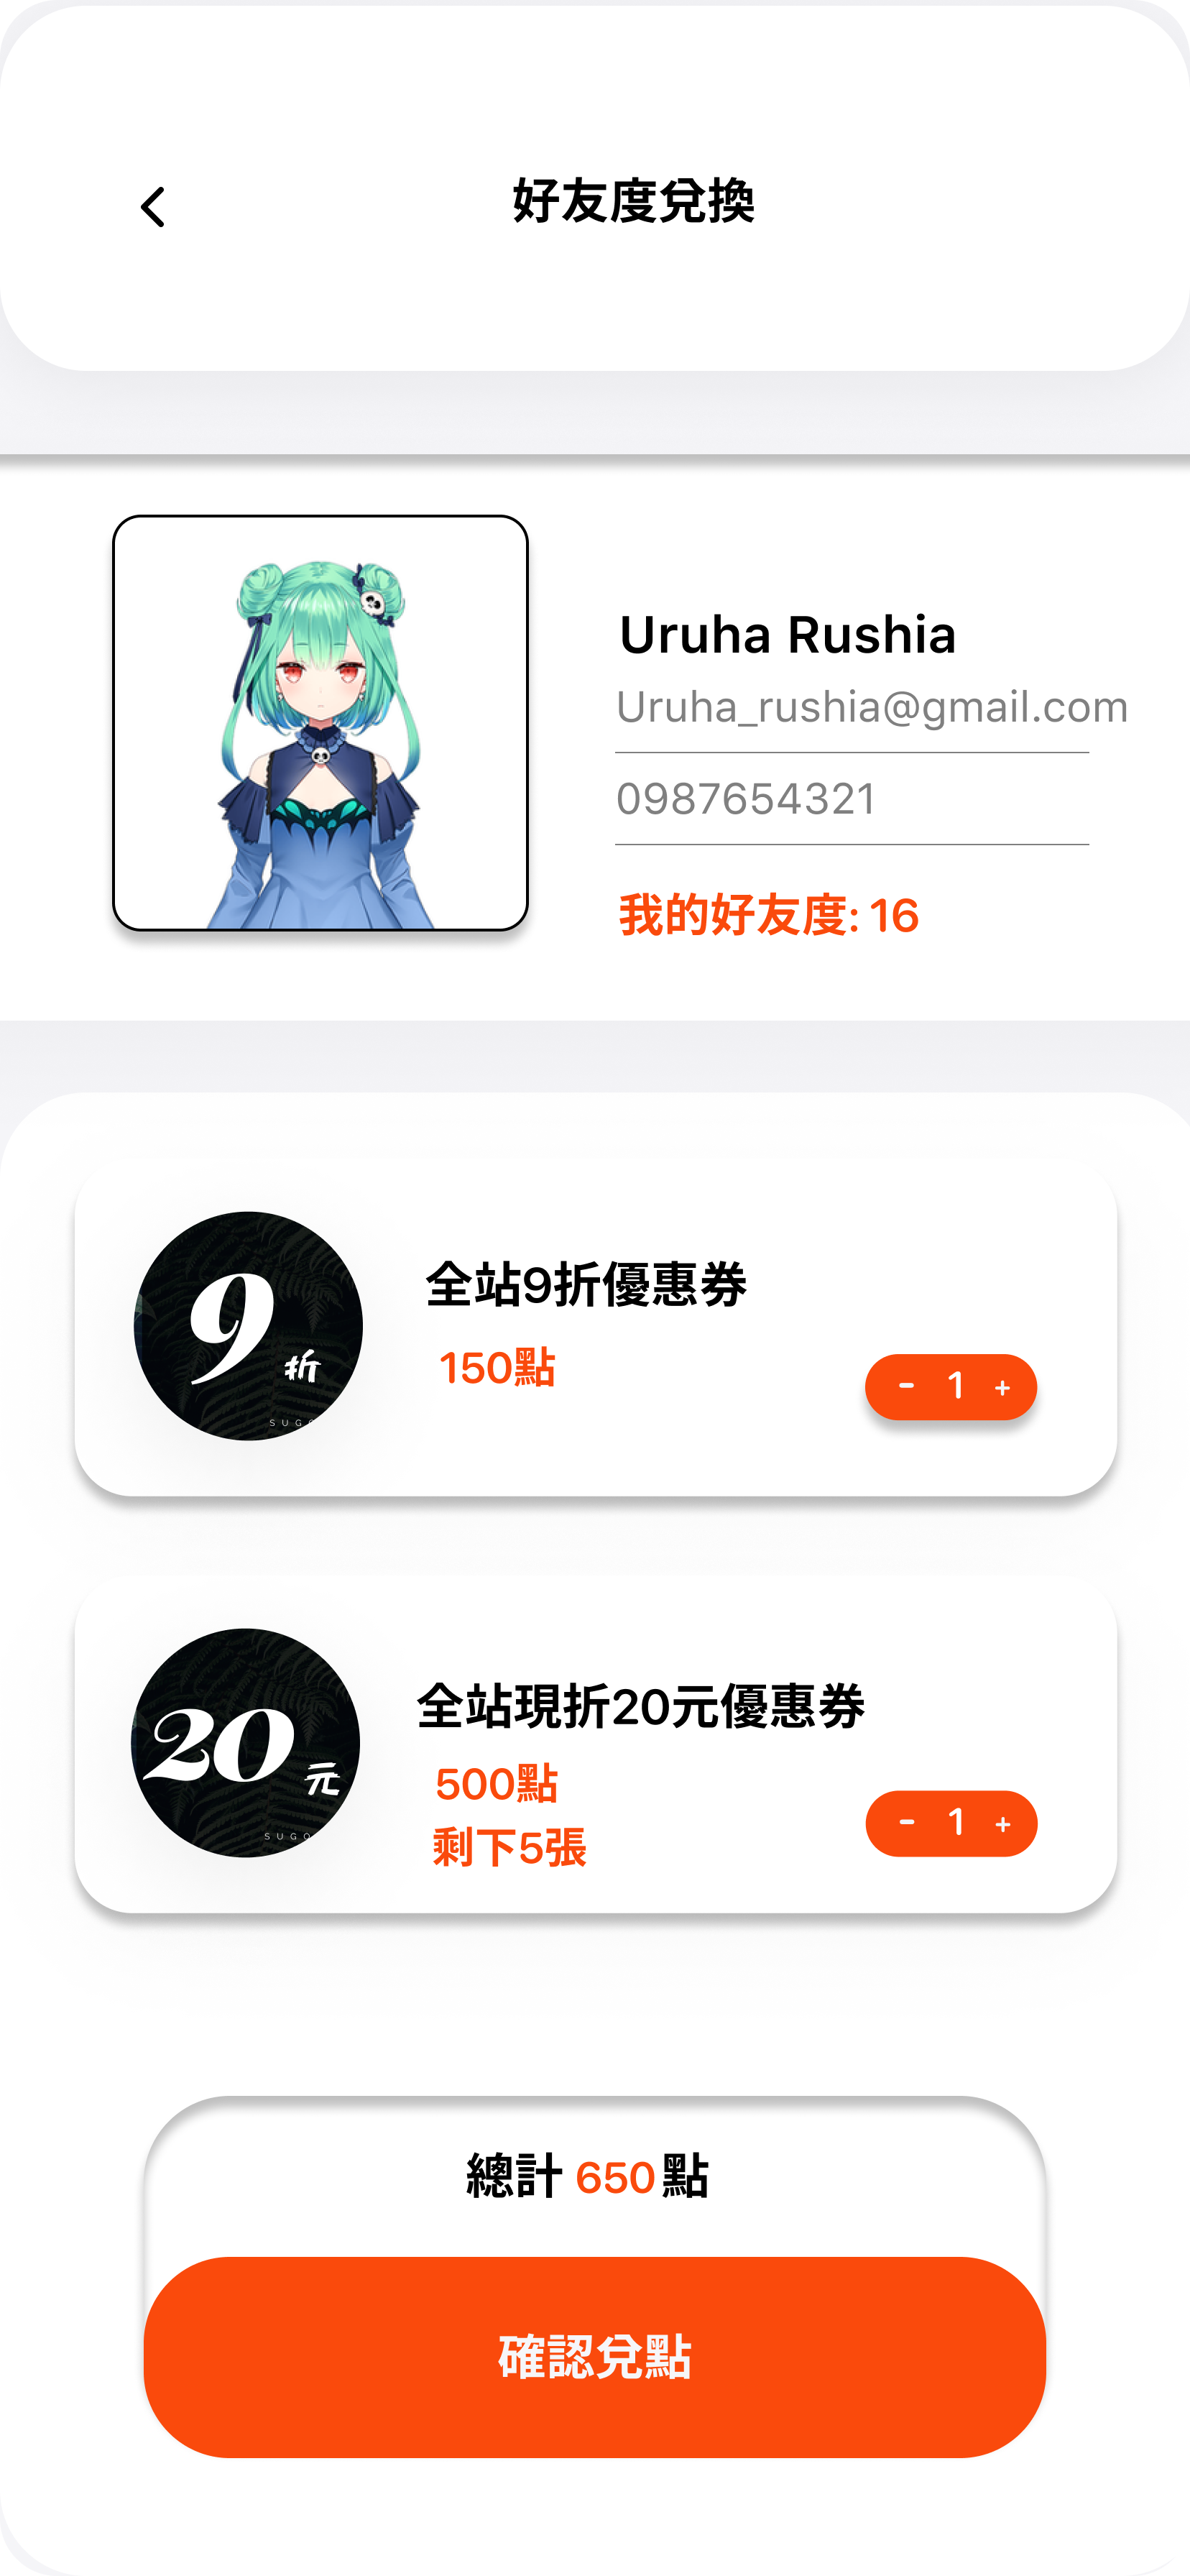 好友度兌換
Uruha Rushia
Uruha_rushia@gmail.com
0987654321
我的好友度: 16
9折
SUGO
全站9折優惠券
150點
- 1 +
20元
SUGO
全站現折20元優惠券
500點
剩下5張
- 1 +
總計 650 點
確認兌點